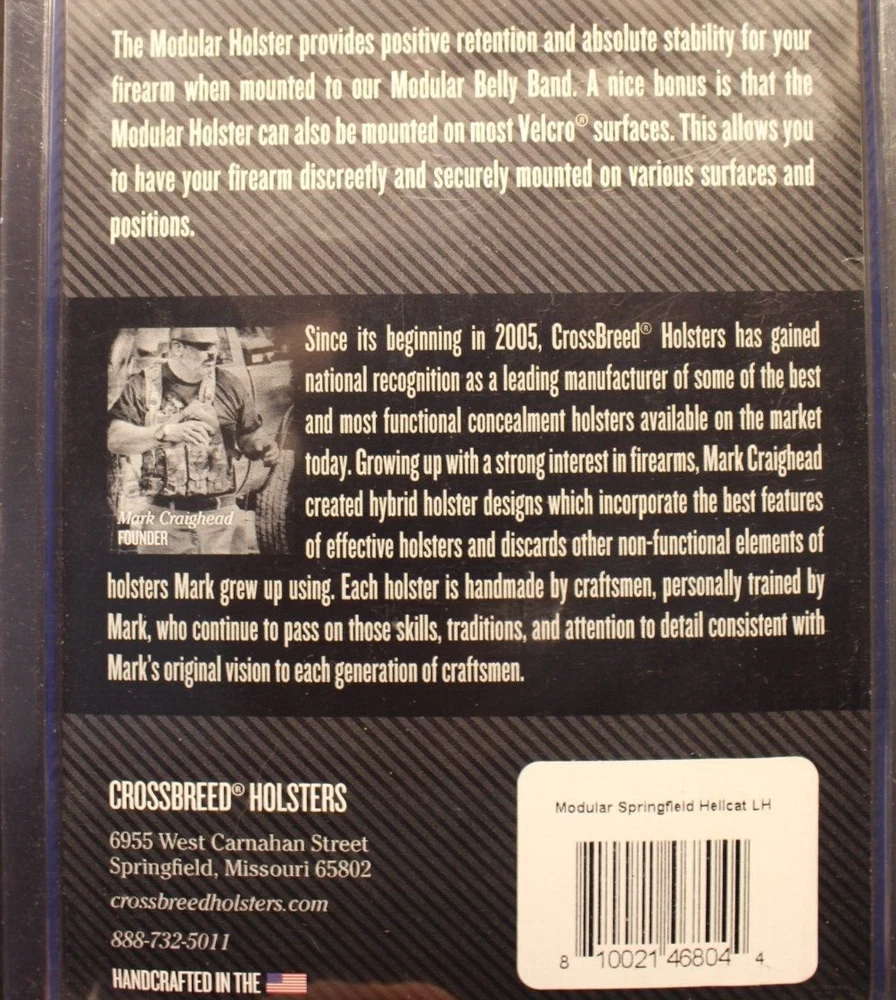 The Modular Holster provides positive retention and absolute stability for your
firearm when mounted to our Modular Belly Band. A nice bonus is that the
Modular Holster can also be mounted on most Velcro® surfaces. This allows you
to have your firearm discreetly and securely mounted on various surfaces and
positions.
Since its beginning in 2005, CrossBreed® Holsters has gained
national recognition as a leading manufacturer of some of the best
and most functional concealment holsters available on the market
today. Growing up with a strong interest in firearms, Mark Craighead
created hybrid holster designs which incorporate the best features
of effective holsters and discards other non-functional elements of
holsters Mark grew up using. Each holster is handmade by craftsmen, personally trained by
Mark, who continue to pass on those skills, traditions, and attention to detail consistent with
Mark's original vision to each generation of craftsmen.
Mark Craighead
FOUNDER
CROSSBREED® HOLSTERS
6955 West Carnahan Street
Springfield, Missouri 65802
crossbreedholsters.com
888-732-5011
HANDCRAFTED IN THE
Modular Springfield Hellcat LH
8 10021 46804 4